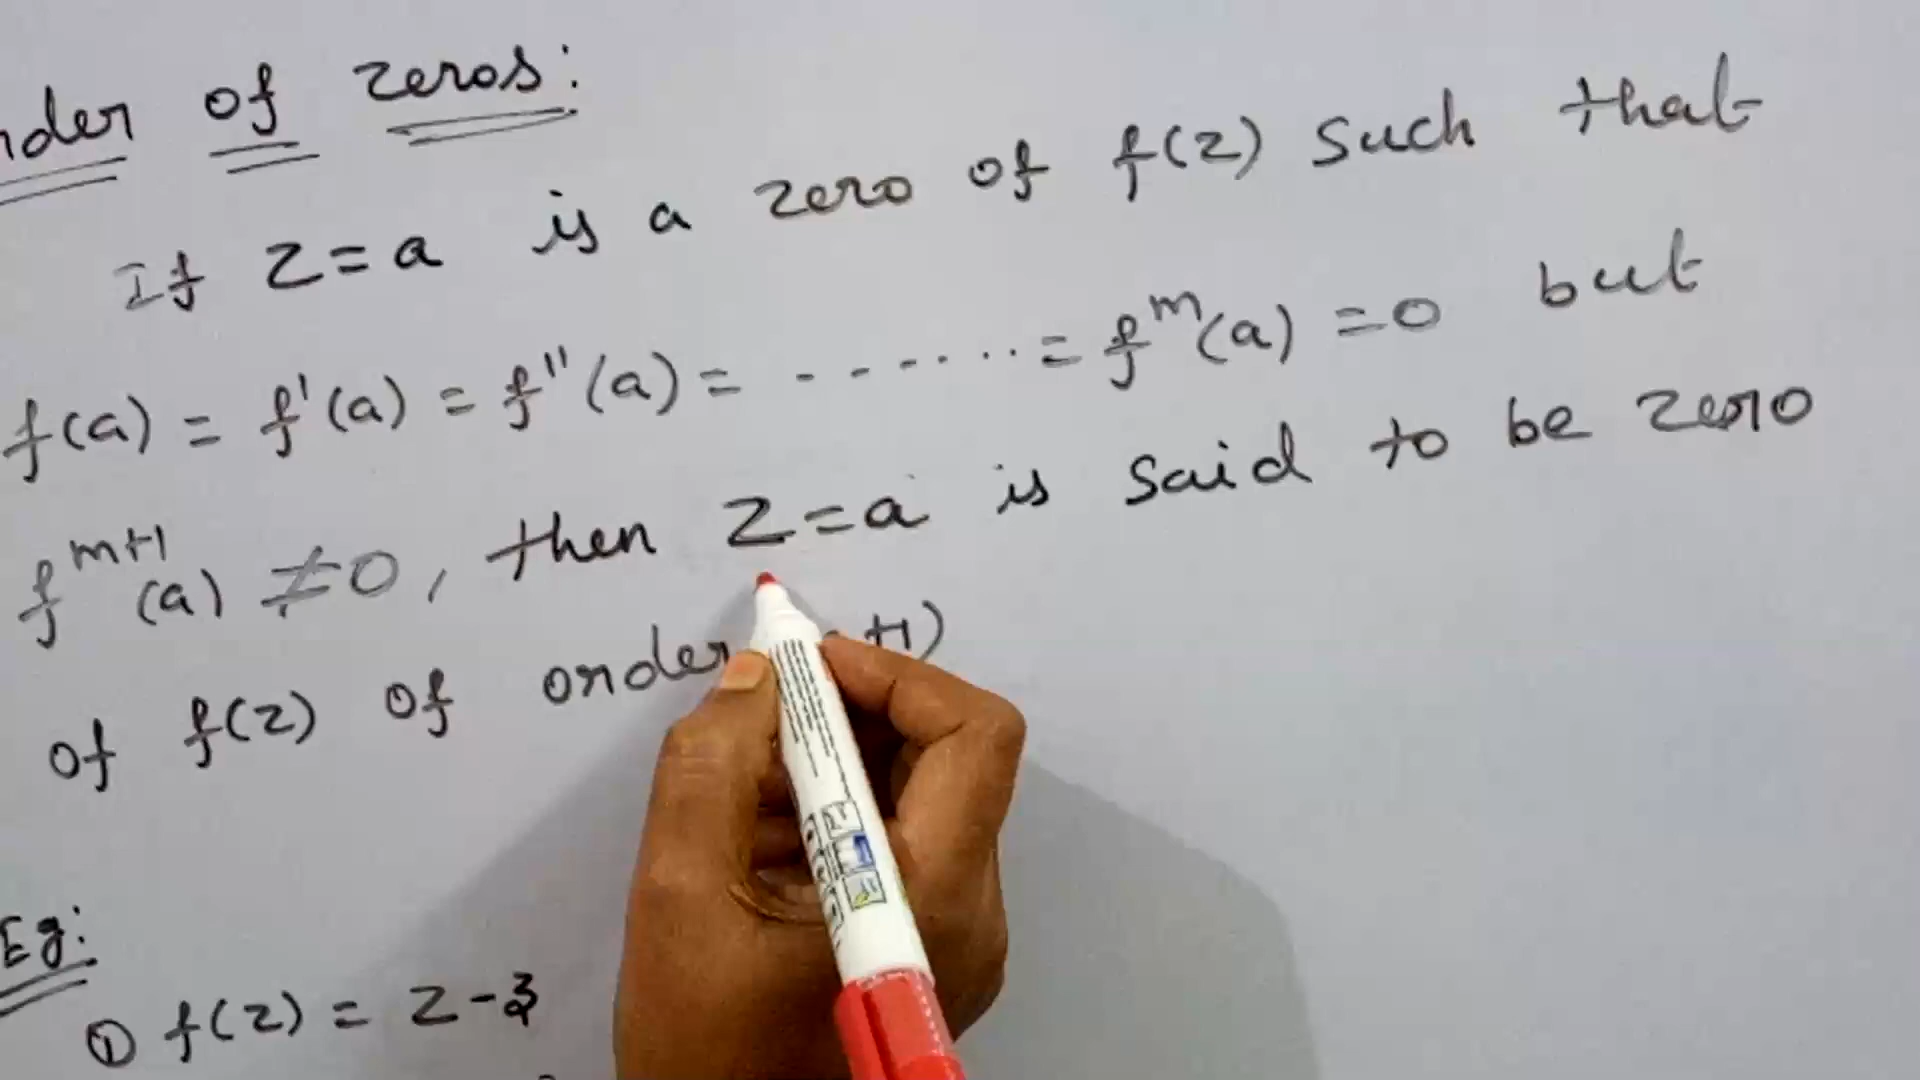 of zeros:
If z=a is a zero of f(z) such that
f(a) = f'(a) = f''(a) = - - - - ..... = f^m(a) = 0 but
f^{m+1}(a) ≠ 0, then z=a is said to be zero
of f(z) of order +1)
Eg:
① f(z) = z-3